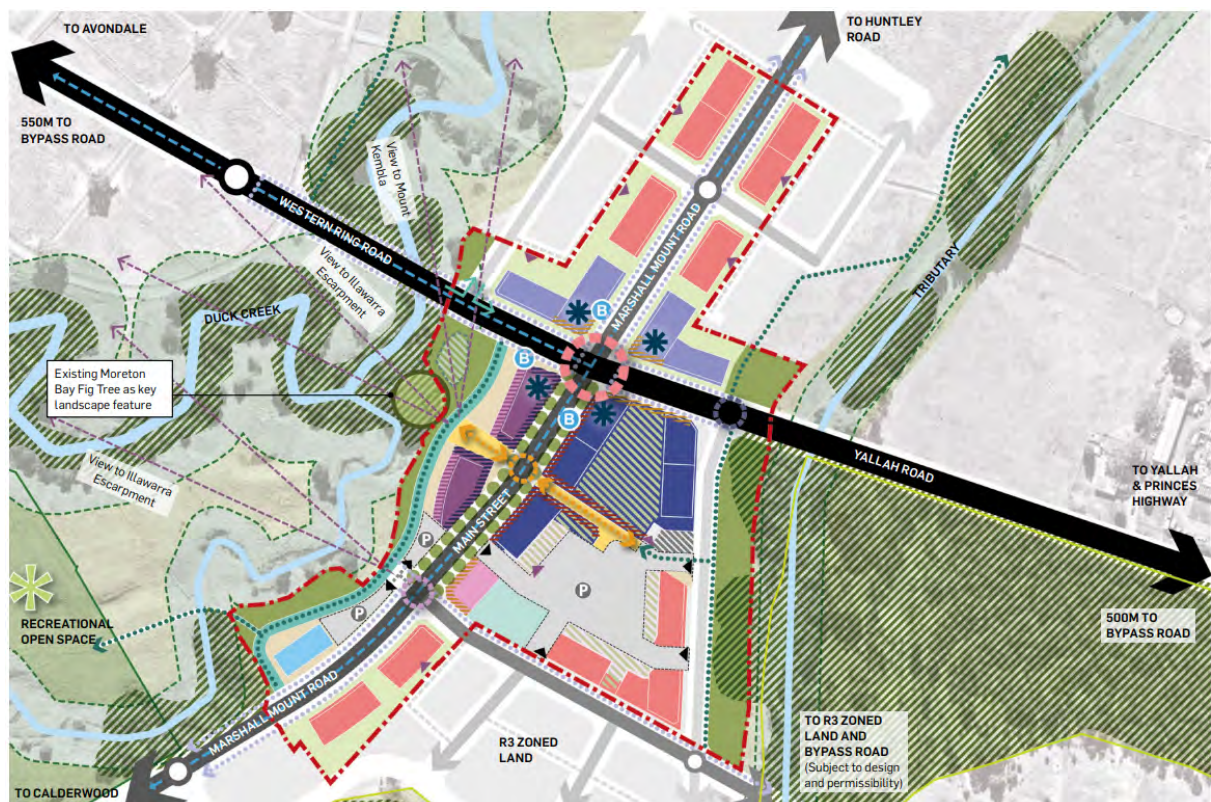 TO AVONDALE
TO HUNTLEY
ROAD
550M TO
BYPASS ROAD
View to Mount
Kembla
WESTERN RING ROAD
View to Illawarra
Escarpment
MARSHALL MOUNT ROAD
B
TRIBUTARY
DUCK CREEK
Existing Moreton
Bay Fig Tree as key
landscape feature
B
B
View to Illawarra
Escarpment
YALLAH ROAD
TO YALLAH
& PRINCES
HIGHWAY
MAIN STREET
P
P
P
RECREATIONAL
OPEN SPACE
500M TO
BYPASS ROAD
MARSHALL MOUNT ROAD
R3 ZONED
LAND
TO R3 ZONED
LAND AND
BYPASS ROAD
(Subject to design
and permissibility)
TO CALDERWOOD